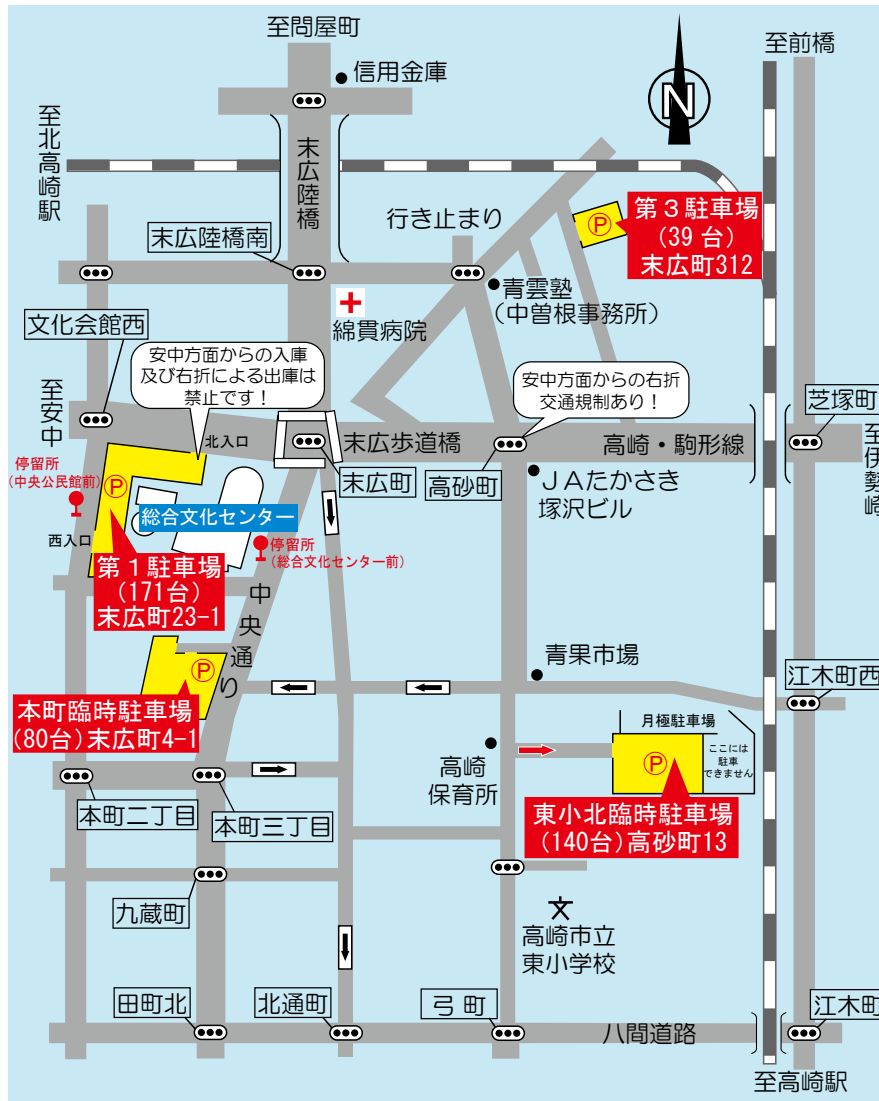 至問屋町
信用金庫
至前橋
N
至北高崎駅
末広陸橋
行き止まり
Ⓟ
第3駐車場
(39台)
末広町312
末広陸橋南
青雲塾
(中曽根事務所)
綿貫病院
文化会館西
安中方面からの入庫
及び右折による出庫は
禁止です!
安中方面からの右折
交通規制あり!
至安中
芝塚町
北入口
末広歩道橋
高崎・駒形線
至伊勢崎
停留所
(中央公民館前)
Ⓟ
末広町
高砂町
JAたかさき
塚沢ビル
総合文化センター
西入口
停留所
(総合文化センター前)
第1駐車場
(171台)
末広町23-1
中央通り
青果市場
Ⓟ
江木町西
本町臨時駐車場
(80台)末広町4-1
月極駐車場
ここには
駐車
できません
Ⓟ
高崎
保育所
本町二丁目
本町三丁目
東小北臨時駐車場
(140台)高砂町13
九蔵町
文
高崎市立
東小学校
田町北
北通町
弓町
八間道路
江木町
至高崎駅